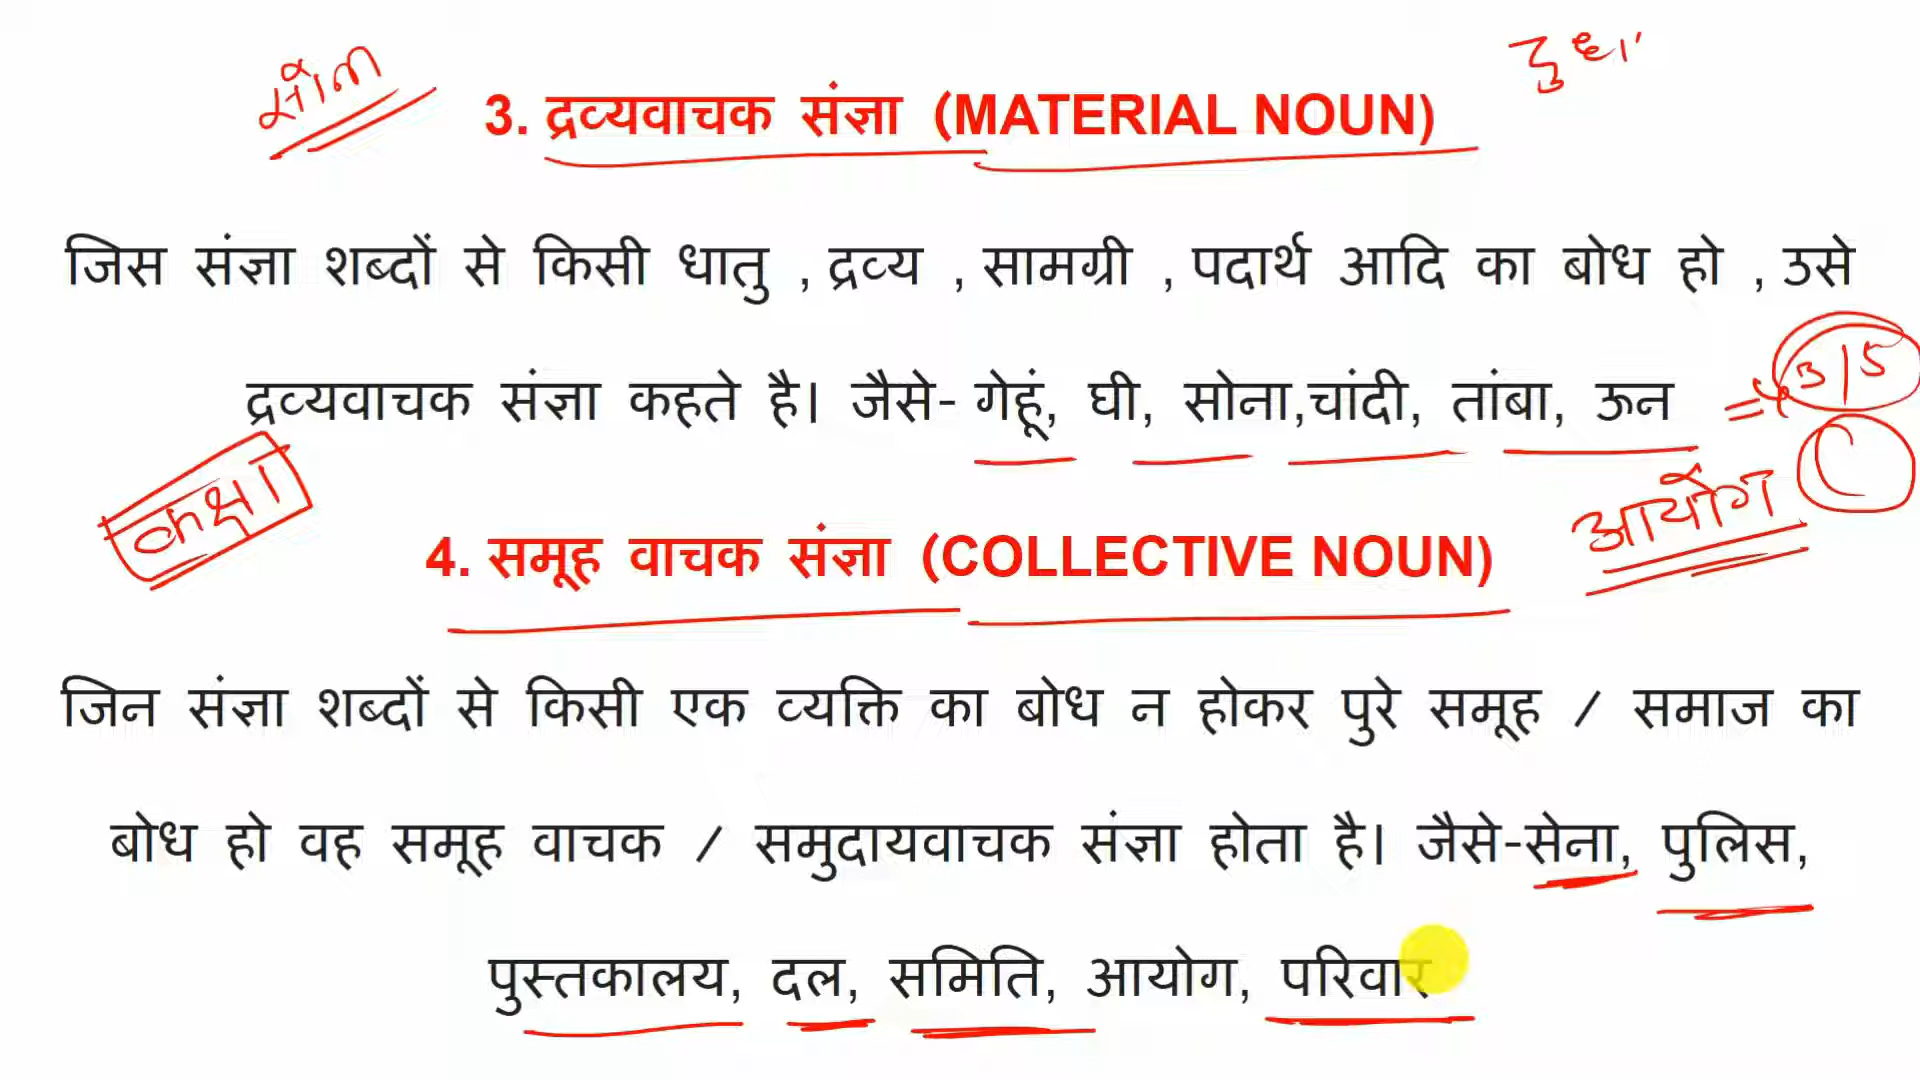 सोना
3. द्रव्यवाचक संज्ञा (MATERIAL NOUN)
जिस संज्ञा शब्दों से किसी धातु , द्रव्य , सामग्री , पदार्थ आदि का बोध हो , उसे
द्रव्यवाचक संज्ञा कहते है। जैसे- गेहूं, घी, सोना,चांदी, तांबा, ऊन
= 3/5
कक्षा
आयोग
4. समूह वाचक संज्ञा (COLLECTIVE NOUN)
जिन संज्ञा शब्दों से किसी एक व्यक्ति का बोध न होकर पुरे समूह / समाज का
बोध हो वह समूह वाचक / समुदायवाचक संज्ञा होता है। जैसे-सेना, पुलिस,
पुस्तकालय, दल, समिति, आयोग, परिवार